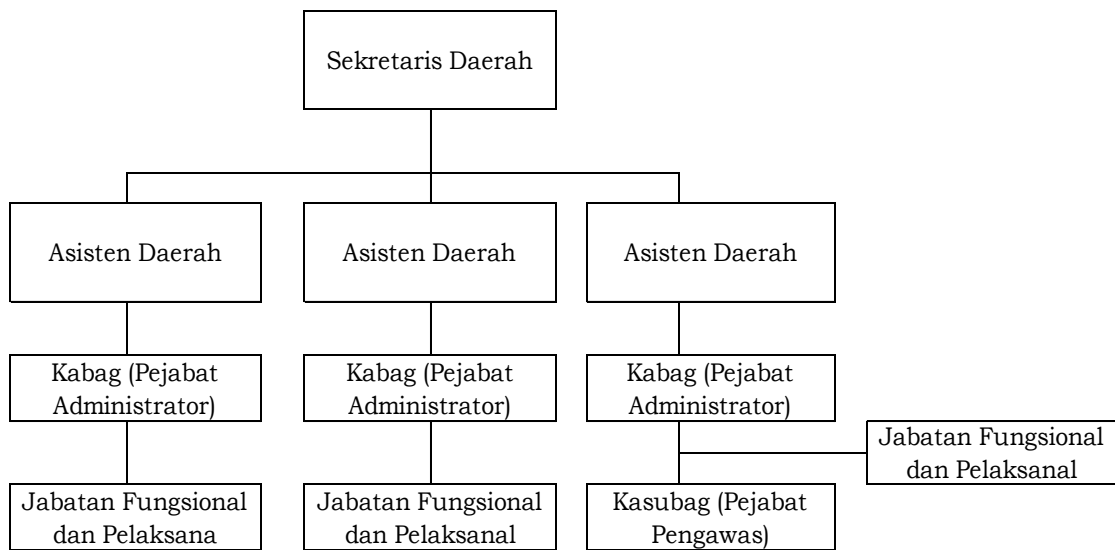 Sekretaris Daerah
Asisten Daerah
Asisten Daerah
Asisten Daerah
Kabag (Pejabat
Administrator)
Kabag (Pejabat
Administrator)
Kabag (Pejabat
Administrator)
Jabatan Fungsional
dan Pelaksanal
Jabatan Fungsional
dan Pelaksana
Jabatan Fungsional
dan Pelaksanal
Kasubag (Pejabat
Pengawas)